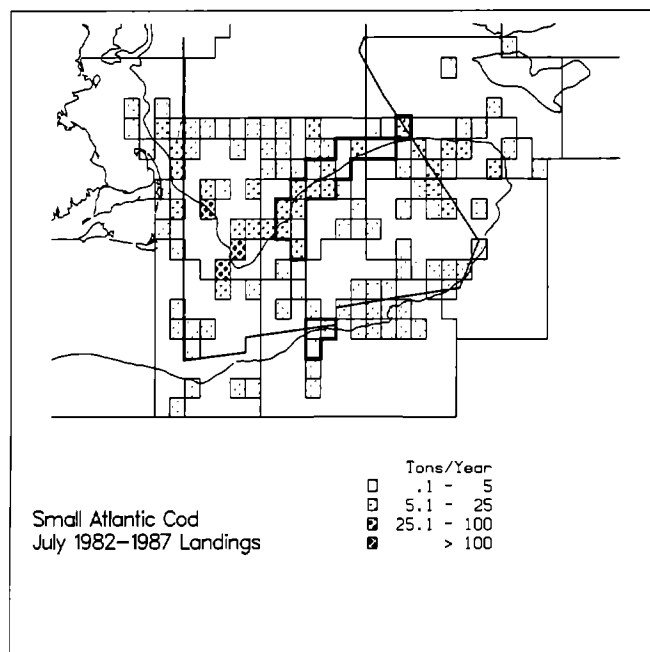 Tons/Year
.1 - 5
5.1 - 25
25.1 - 100
> 100
Small Atlantic Cod
July 1982-1987 Landings